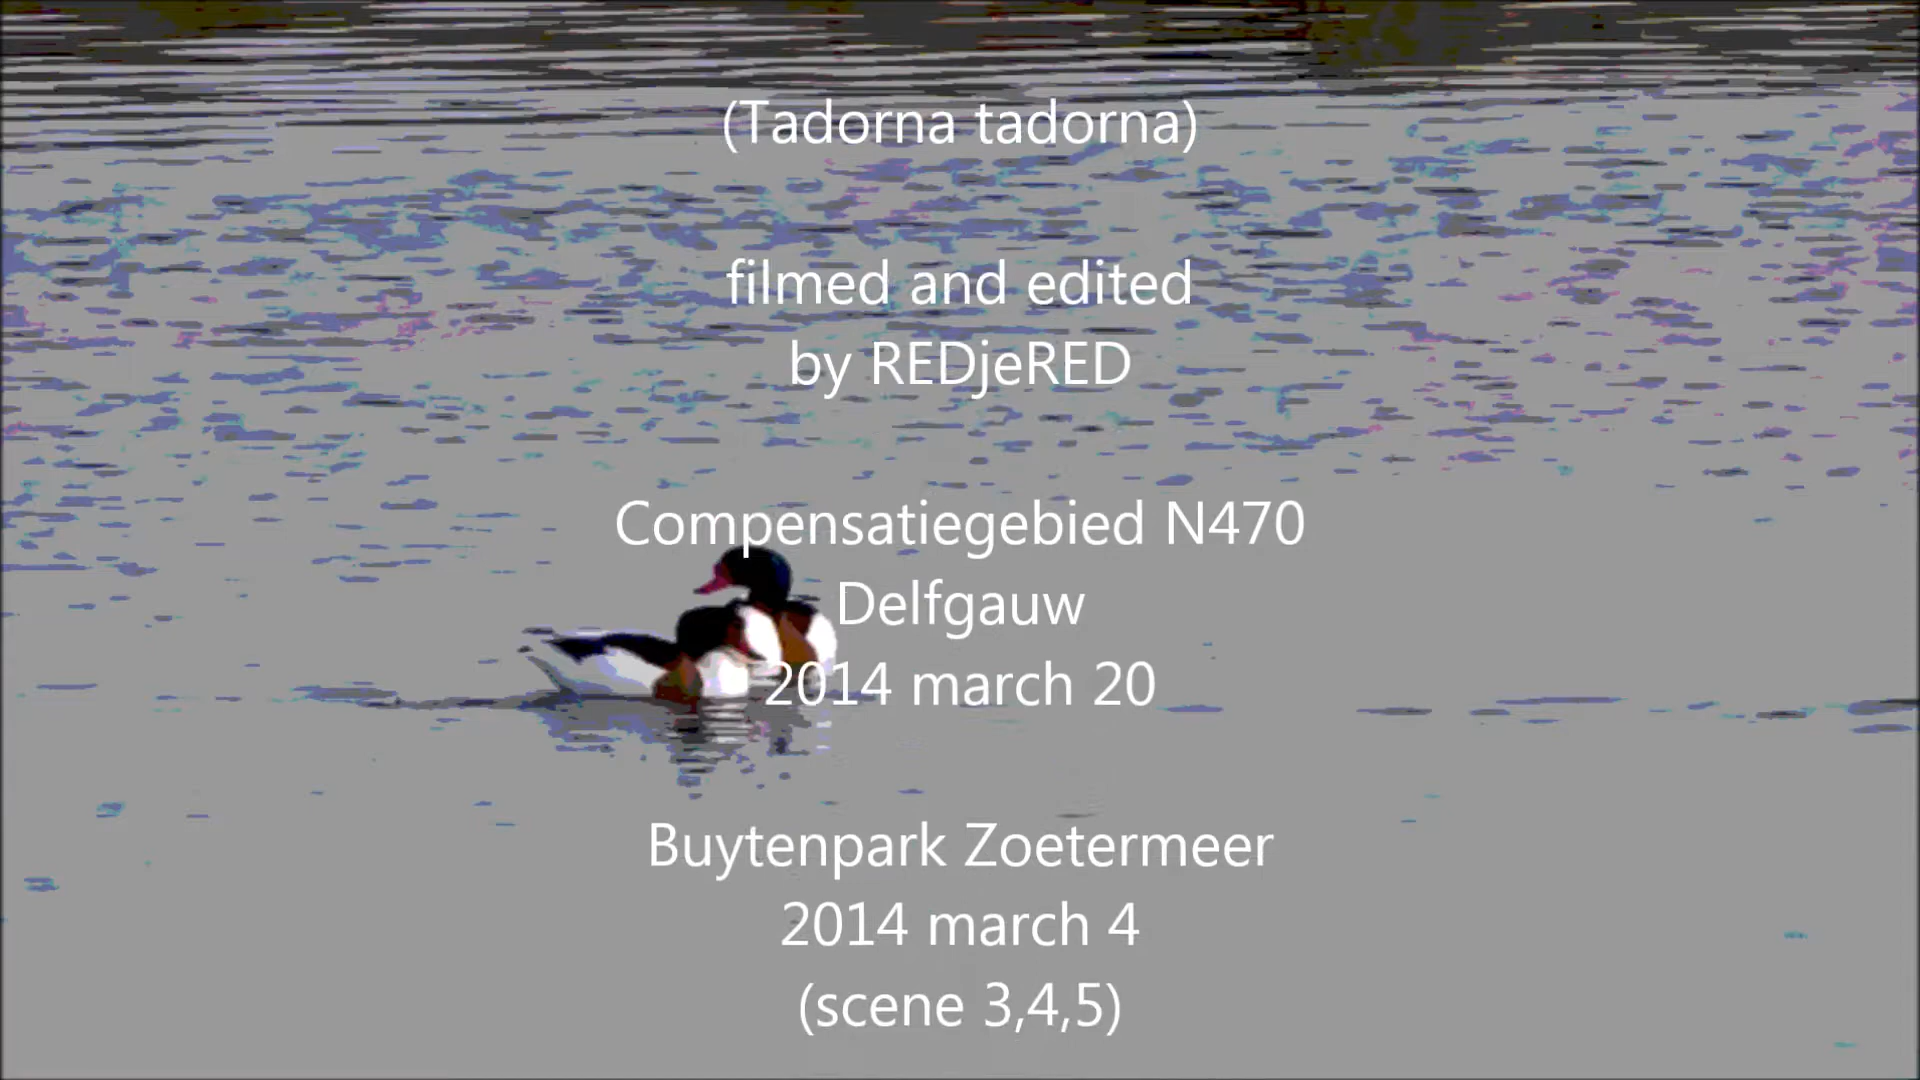 (Tadorna tadorna)
filmed and edited
by REDjeRED
Compensatiegebied N470
Delfgauw
2014 march 20
Buytenpark Zoetermeer
2014 march 4
(scene 3,4,5)